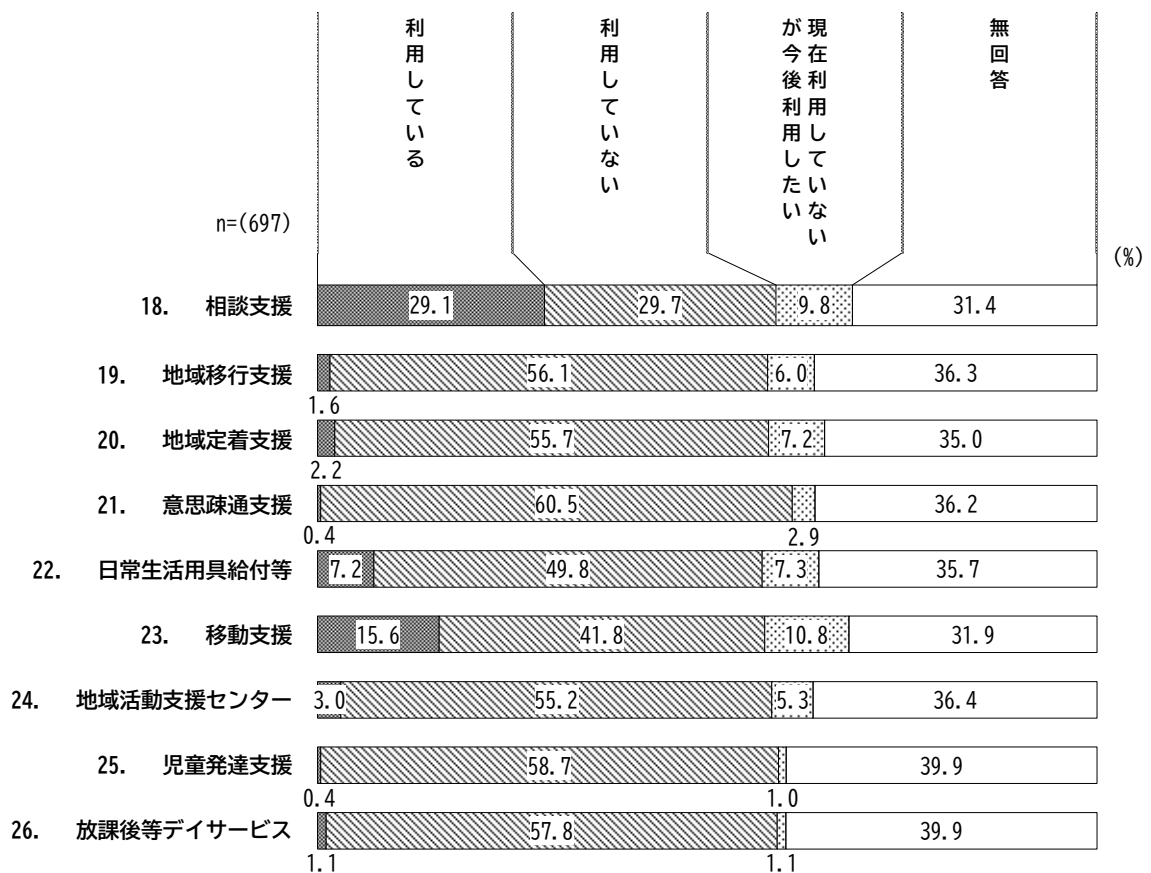 利用している
利用していない
現在利用していない
が今後利用したい
無回答
n=(697)
(%)
18. 相談支援 29.1 29.7 9.8 31.4
19. 地域移行支援 56.1 6.0 36.3
1.6
20. 地域定着支援 55.7 7.2 35.0
2.2
21. 意思疎通支援 60.5 36.2
0.4 2.9
22. 日常生活用具給付等 7.2 49.8 7.3 35.7
23. 移動支援 15.6 41.8 10.8 31.9
24. 地域活動支援センター 3.0 55.2 5.3 36.4
25. 児童発達支援 58.7 39.9
0.4 1.0
26. 放課後等デイサービス 57.8 39.9
1.1 1.1